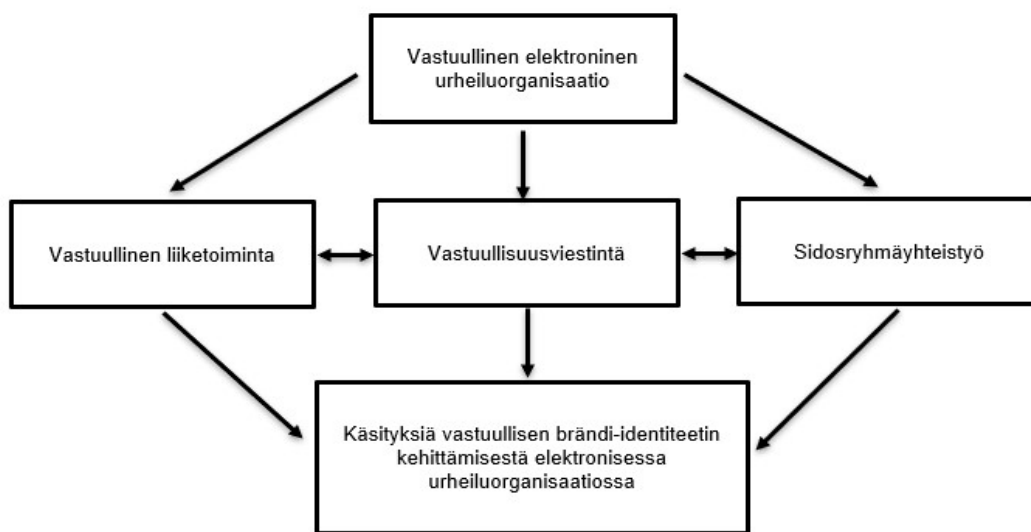 Vastuullinen elektroninen
urheiluorganisaatio
Vastuullinen liiketoiminta
Vastuullisuusviestintä
Sidosryhmäyhteistyö
Käsityksiä vastuullisen brändi-identiteetin
kehittämisestä elektronisessa
urheiluorganisaatiossa